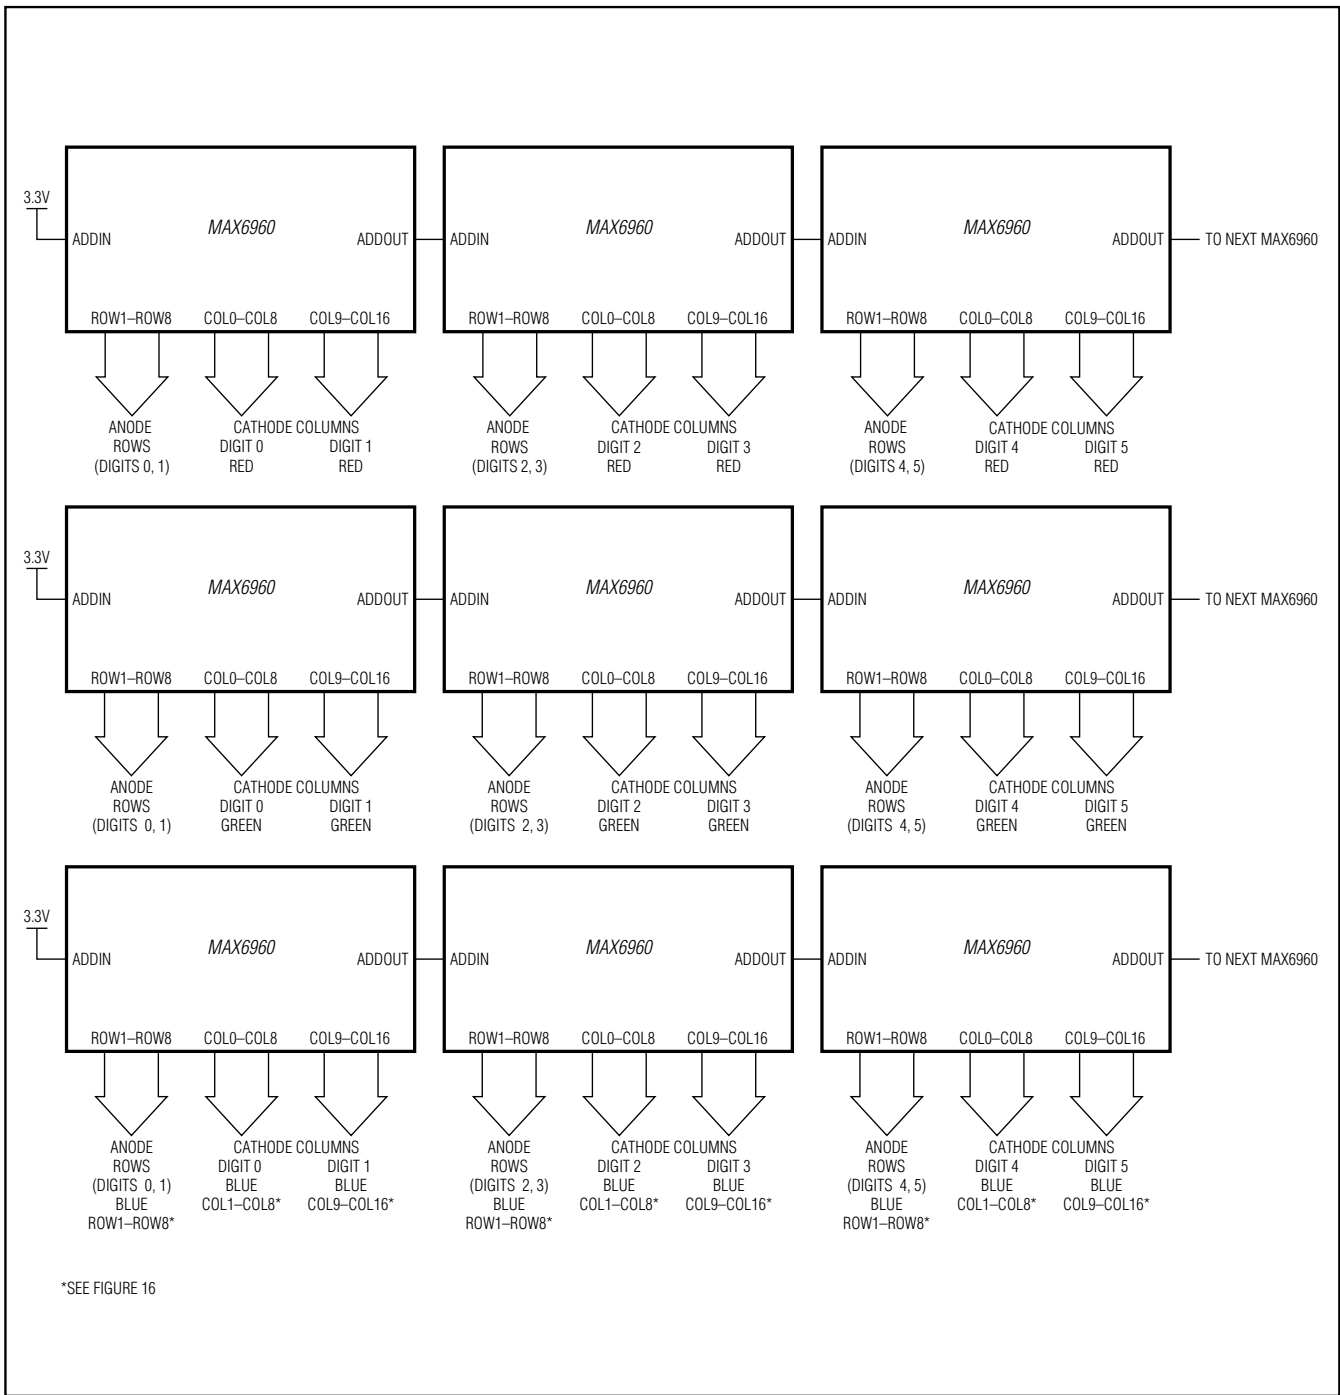 3.3V
ADDIN MAX6960 ADDOUT ADDIN MAX6960 ADDOUT ADDIN MAX6960 ADDOUT TO NEXT MAX6960
ROW1–ROW8 COL0–COL8 COL9–COL16 ROW1–ROW8 COL0–COL8 COL9–COL16 ROW1–ROW8 COL0–COL8 COL9–COL16
ANODE CATHODE COLUMNS ANODE CATHODE COLUMNS ANODE CATHODE COLUMNS
ROWS DIGIT 0 DIGIT 1 ROWS DIGIT 2 DIGIT 3 ROWS DIGIT 4 DIGIT 5
(DIGITS 0, 1) RED RED (DIGITS 2, 3) RED RED (DIGITS 4, 5) RED RED
3.3V
ADDIN MAX6960 ADDOUT ADDIN MAX6960 ADDOUT ADDIN MAX6960 ADDOUT TO NEXT MAX6960
ROW1–ROW8 COL0–COL8 COL9–COL16 ROW1–ROW8 COL0–COL8 COL9–COL16 ROW1–ROW8 COL0–COL8 COL9–COL16
ANODE CATHODE COLUMNS ANODE CATHODE COLUMNS ANODE CATHODE COLUMNS
ROWS DIGIT 0 DIGIT 1 ROWS DIGIT 2 DIGIT 3 ROWS DIGIT 4 DIGIT 5
(DIGITS 0, 1) GREEN GREEN (DIGITS 2, 3) GREEN GREEN (DIGITS 4, 5) GREEN GREEN
3.3V
ADDIN MAX6960 ADDOUT ADDIN MAX6960 ADDOUT ADDIN MAX6960 ADDOUT TO NEXT MAX6960
ROW1–ROW8 COL0–COL8 COL9–COL16 ROW1–ROW8 COL0–COL8 COL9–COL16 ROW1–ROW8 COL0–COL8 COL9–COL16
ANODE CATHODE COLUMNS ANODE CATHODE COLUMNS ANODE CATHODE COLUMNS
ROWS DIGIT 0 DIGIT 1 ROWS DIGIT 2 DIGIT 3 ROWS DIGIT 4 DIGIT 5
(DIGITS 0, 1) BLUE BLUE (DIGITS 2, 3) BLUE BLUE (DIGITS 4, 5) BLUE BLUE
BLUE COL1–COL8* COL9–COL16* BLUE COL1–COL8* COL9–COL16* BLUE COL1–COL8* COL9–COL16*
ROW1–ROW8* ROW1–ROW8* ROW1–ROW8*
*SEE FIGURE 16